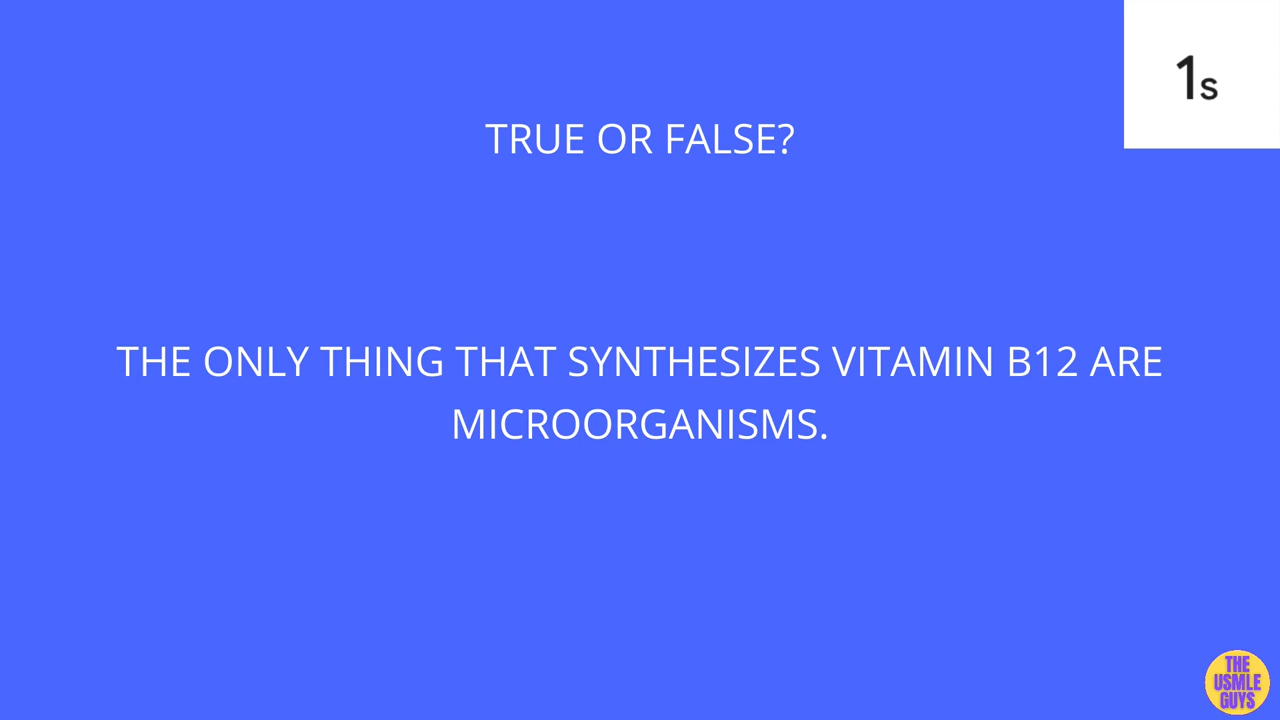 1s
TRUE OR FALSE?
THE ONLY THING THAT SYNTHESIZES VITAMIN B12 ARE
MICROORGANISMS.
THE
USMLE
GUYS